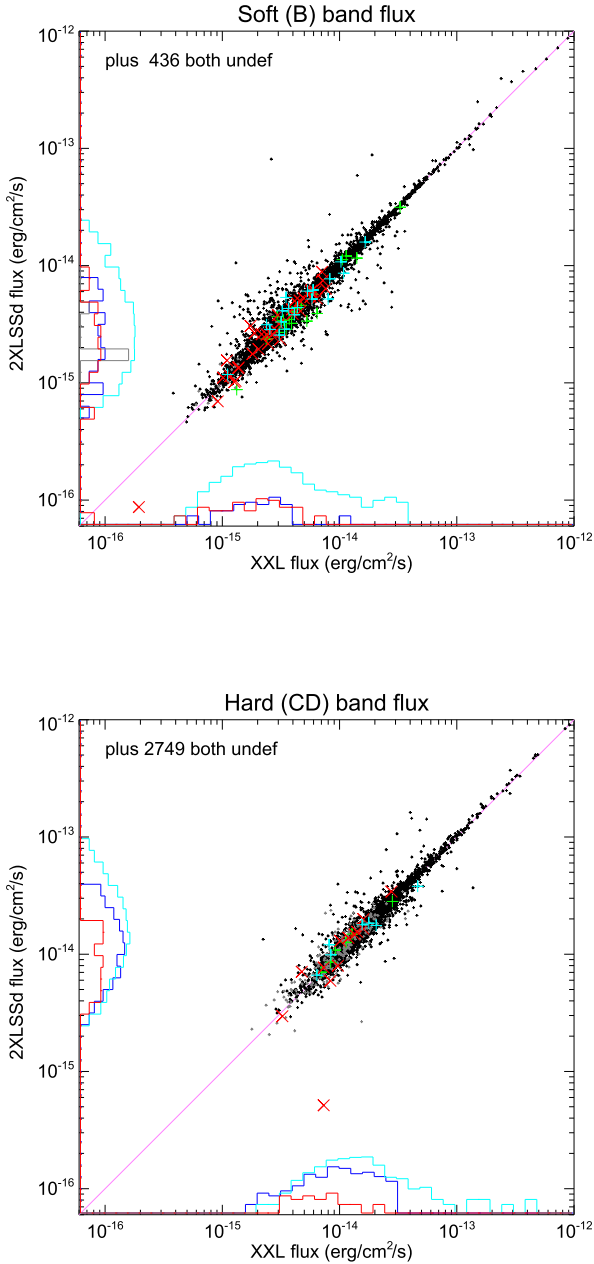 Soft (B) band flux
plus  436 both undef
10⁻¹²
10⁻¹³
10⁻¹⁴
10⁻¹⁵
10⁻¹⁶
2XLSSd flux (erg/cm²/s)
10⁻¹⁶ 10⁻¹⁵ 10⁻¹⁴ 10⁻¹³ 10⁻¹²
XXL flux (erg/cm²/s)
Hard (CD) band flux
plus 2749 both undef
10⁻¹²
10⁻¹³
10⁻¹⁴
10⁻¹⁵
10⁻¹⁶
2XLSSd flux (erg/cm²/s)
10⁻¹⁶ 10⁻¹⁵ 10⁻¹⁴ 10⁻¹³ 10⁻¹²
XXL flux (erg/cm²/s)